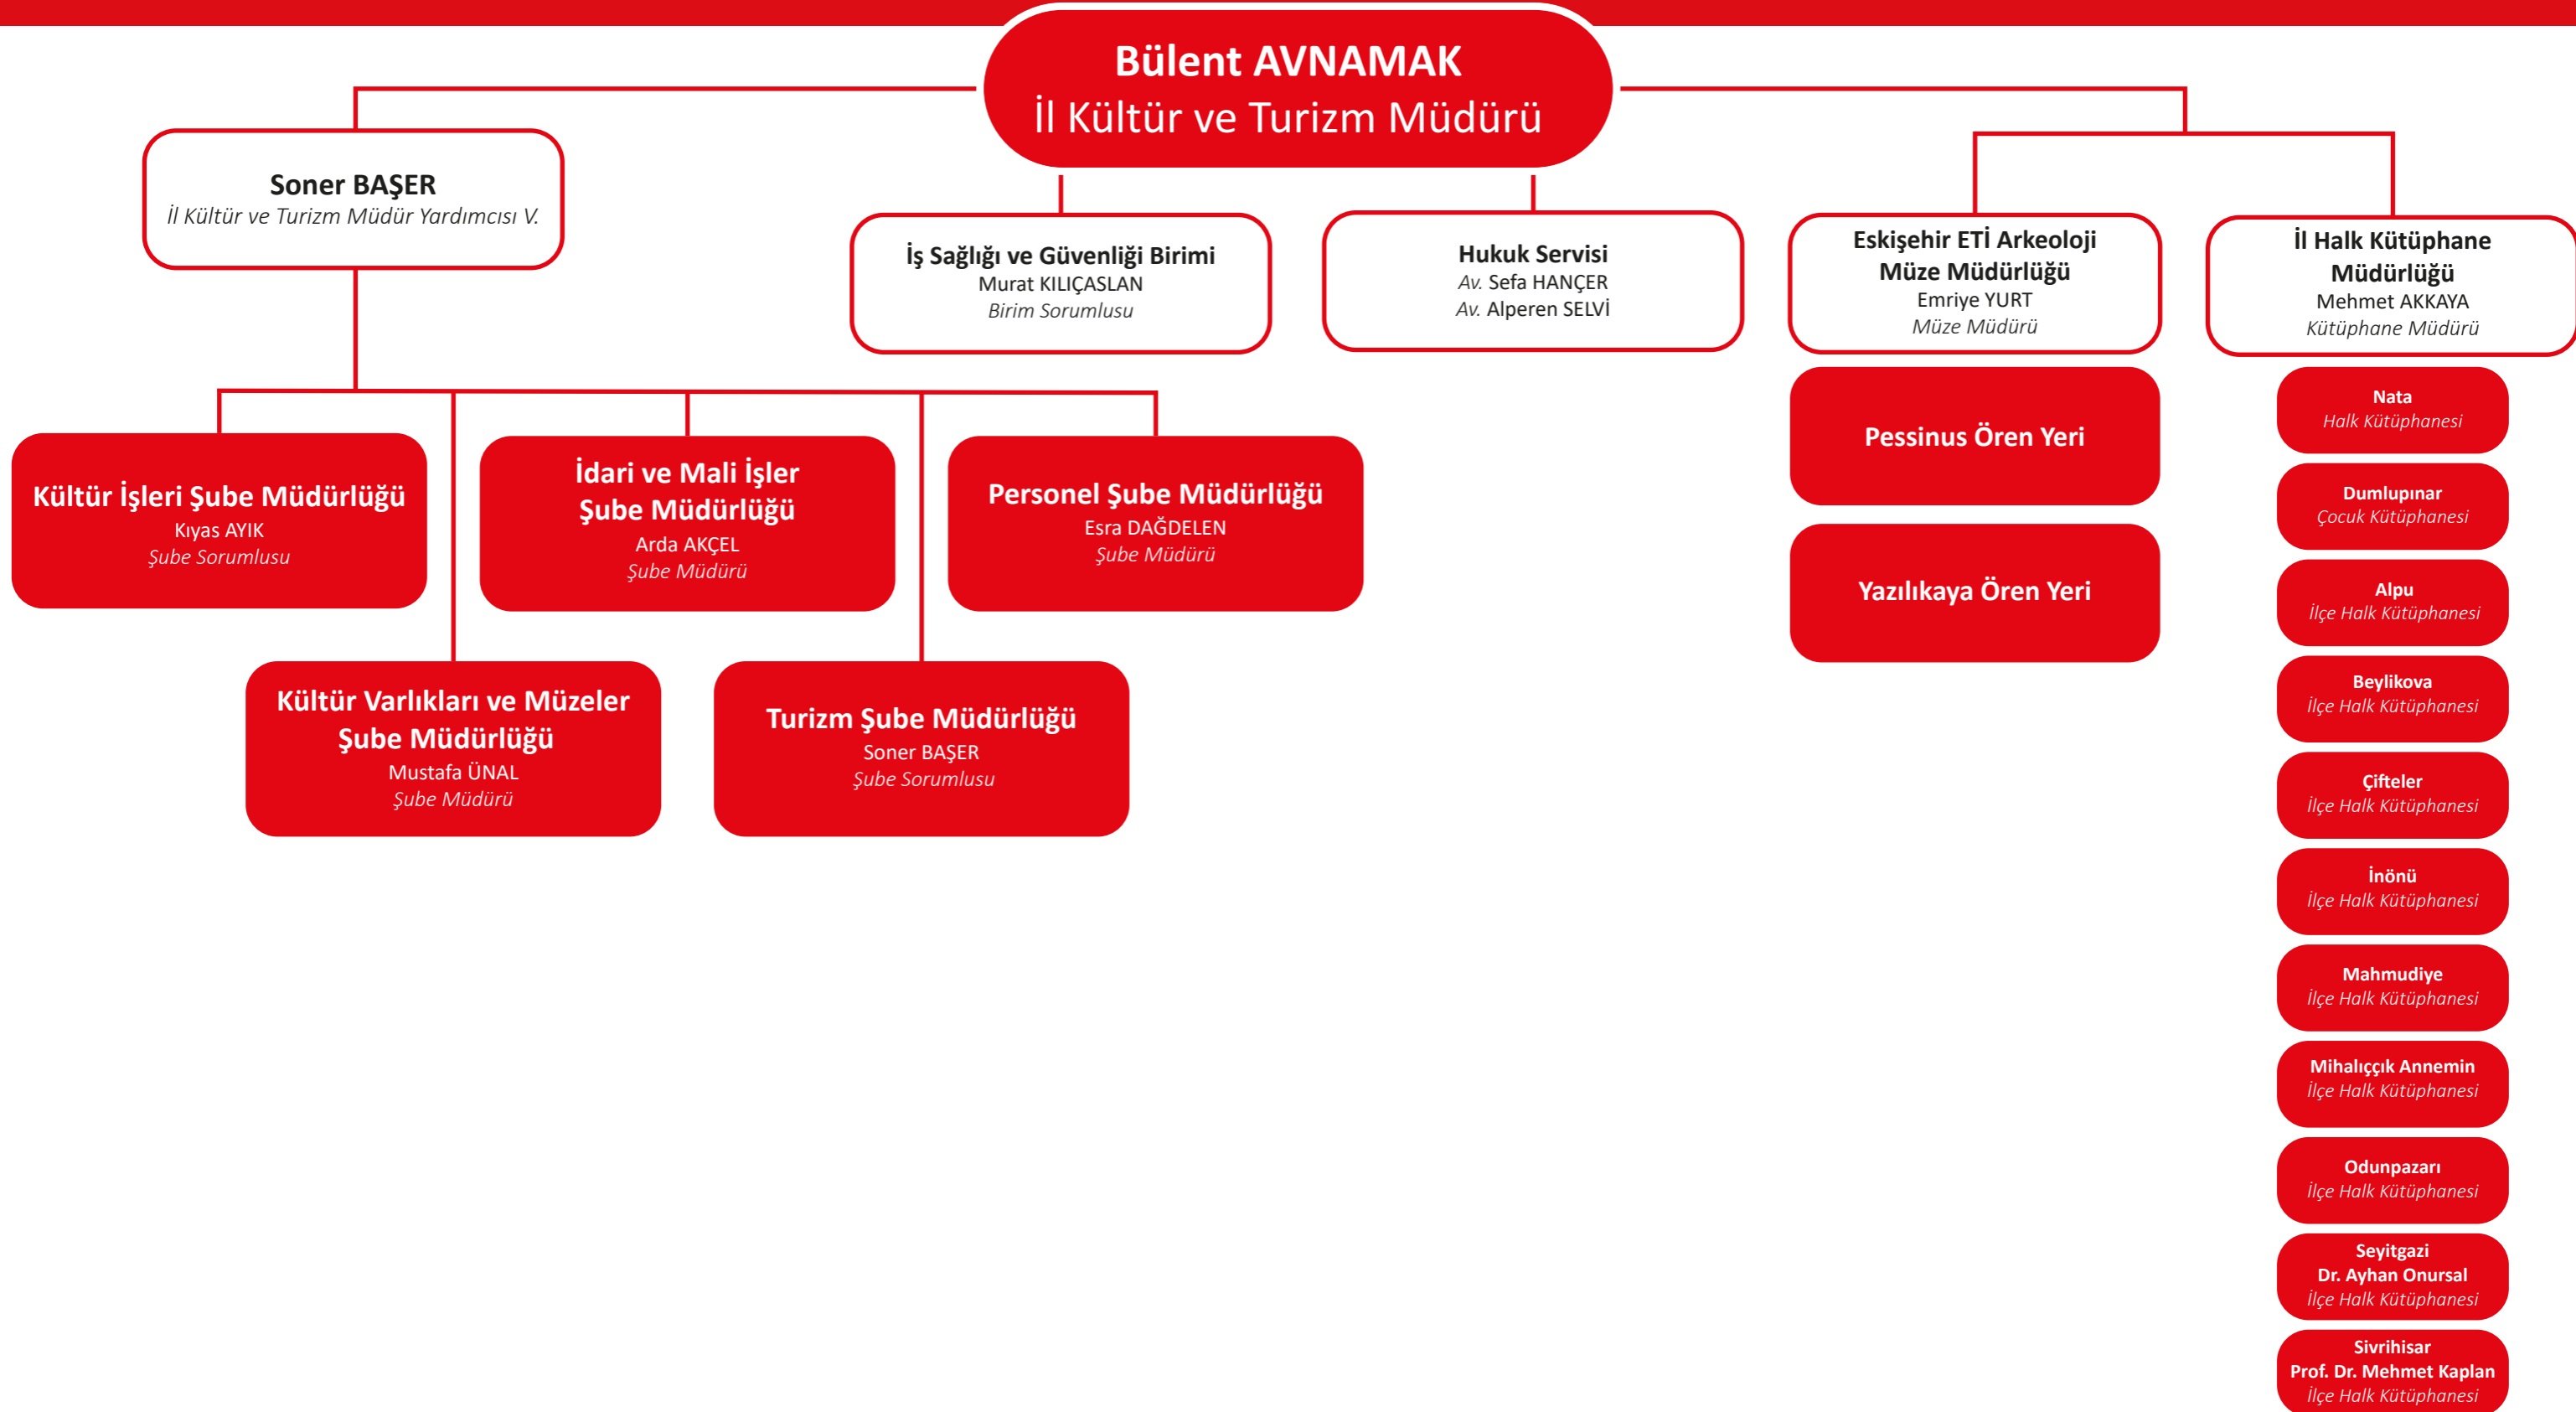 Bülent AVNAMAK
İl Kültür ve Turizm Müdürü
Soner BAŞER
İl Kültür ve Turizm Müdür Yardımcısı V.
İş Sağlığı ve Güvenliği Birimi
Murat KILIÇASLAN
Birim Sorumlusu
Hukuk Servisi
Av. Sefa HANÇER
Av. Alperen SELVİ
Eskişehir ETİ Arkeoloji
Müze Müdürlüğü
Emriye YURT
Müze Müdürü
İl Halk Kütüphane
Müdürlüğü
Mehmet AKKAYA
Kütüphane Müdürü
Kültür İşleri Şube Müdürlüğü
Kıyas AYIK
Şube Sorumlusu
İdari ve Mali İşler
Şube Müdürlüğü
Arda AKÇEL
Şube Müdürü
Personel Şube Müdürlüğü
Esra DAĞDELEN
Şube Müdürü
Kültür Varlıkları ve Müzeler
Şube Müdürlüğü
Mustafa ÜNAL
Şube Müdürü
Turizm Şube Müdürlüğü
Soner BAŞER
Şube Sorumlusu
Pessinus Ören Yeri
Yazılıkaya Ören Yeri
Nata
Halk Kütüphanesi
Dumlupınar
Çocuk Kütüphanesi
Alpu
İlçe Halk Kütüphanesi
Beylikova
İlçe Halk Kütüphanesi
Çifteler
İlçe Halk Kütüphanesi
İnönü
İlçe Halk Kütüphanesi
Mahmudiye
İlçe Halk Kütüphanesi
Mihalıççık Annemin
İlçe Halk Kütüphanesi
Odunpazarı
İlçe Halk Kütüphanesi
Seyitgazi
Dr. Ayhan Onursal
İlçe Halk Kütüphanesi
Sivrihisar
Prof. Dr. Mehmet Kaplan
İlçe Halk Kütüphanesi